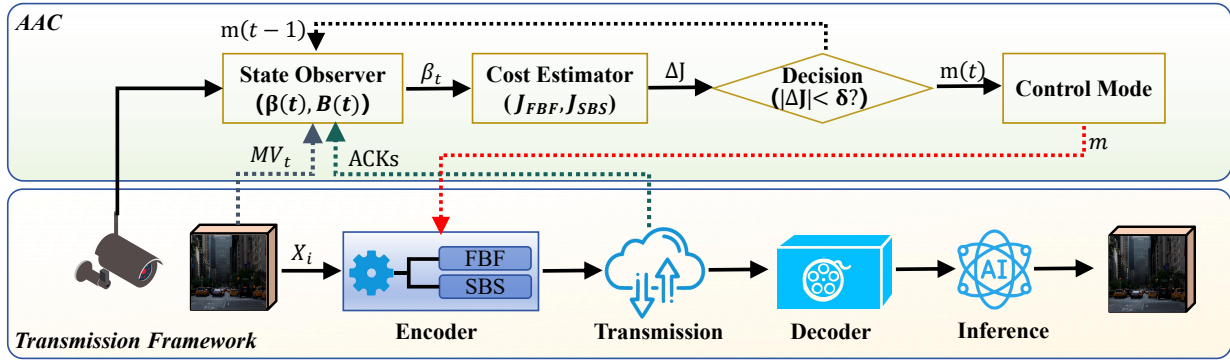 AAC
m(t − 1)
State Observer
(β(t), B(t))
β_t
Cost Estimator
(J_FBF, J_SBS)
ΔJ
Decision
(|ΔJ| < δ?)
m(t)
Control Mode
m
MV_t
ACKs
X_i
FBF
SBS
AI
Encoder
Transmission
Decoder
Inference
Transmission Framework